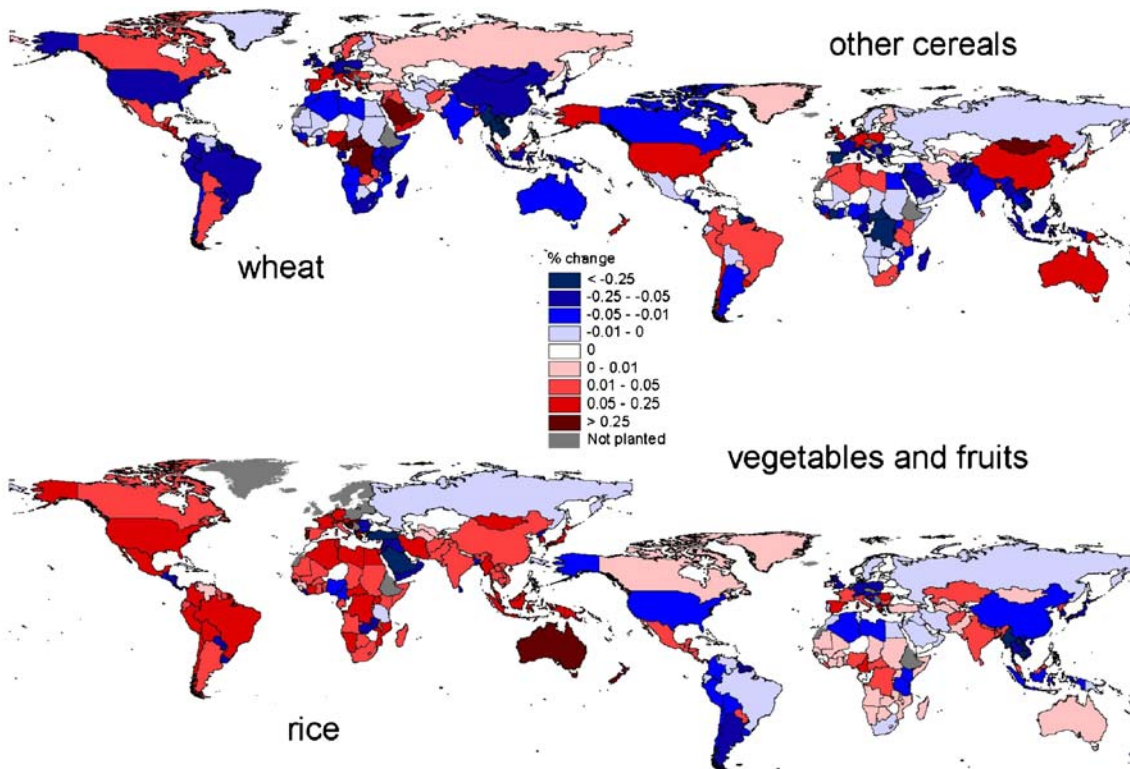 other cereals
wheat
% change
< -0.25
-0.25 - -0.05
-0.05 - -0.01
-0.01 - 0
0
0 - 0.01
0.01 - 0.05
0.05 - 0.25
> 0.25
Not planted
vegetables and fruits
rice